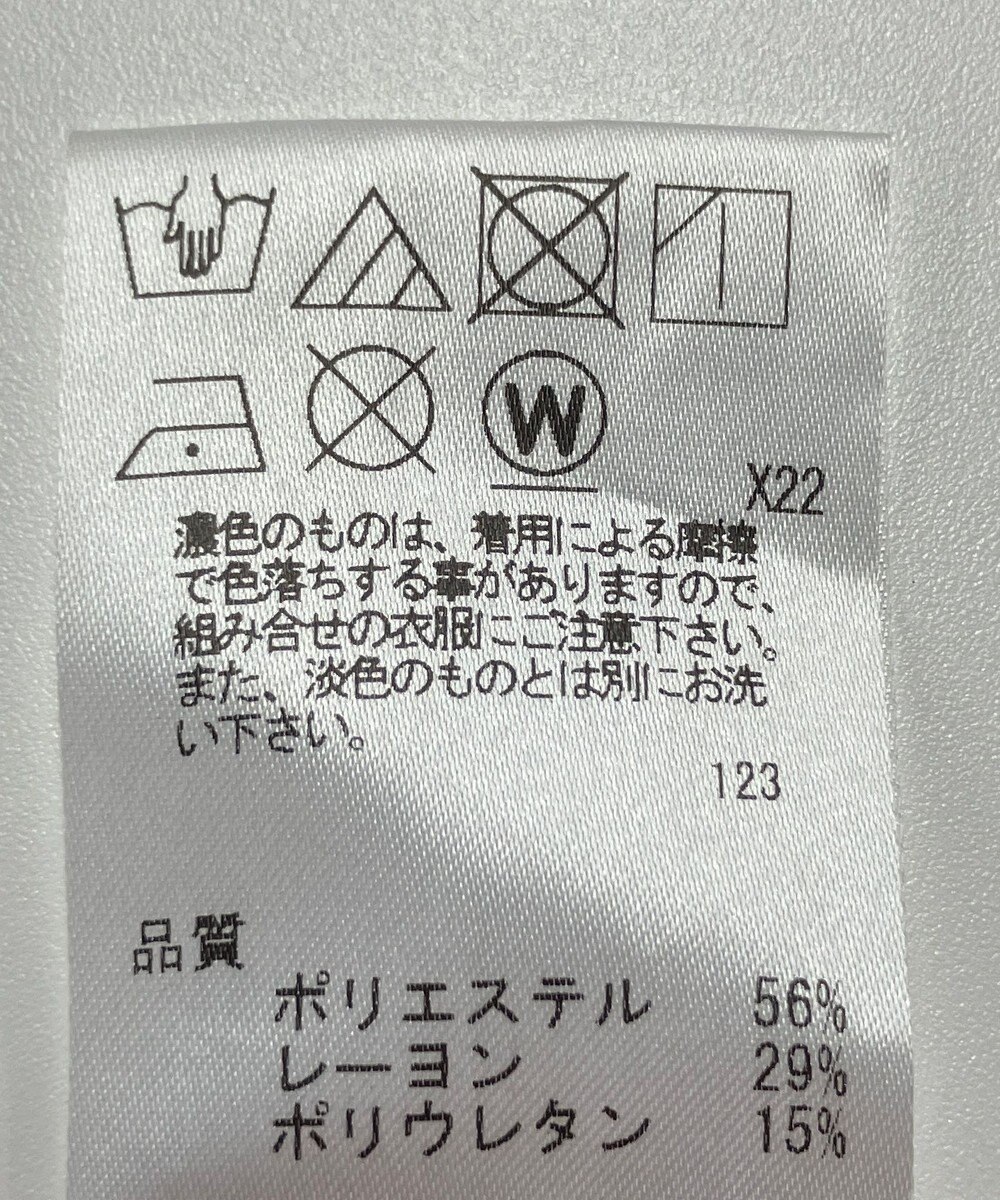 W
X22
濃色のものは、着用による摩擦
で色落ちする事がありますので、
組み合せの衣服にご注意下さい。
また、淡色のものとは別にお洗
い下さい。
123
品質
ポリエステル 56%
レーヨン 29%
ポリウレタン 15%